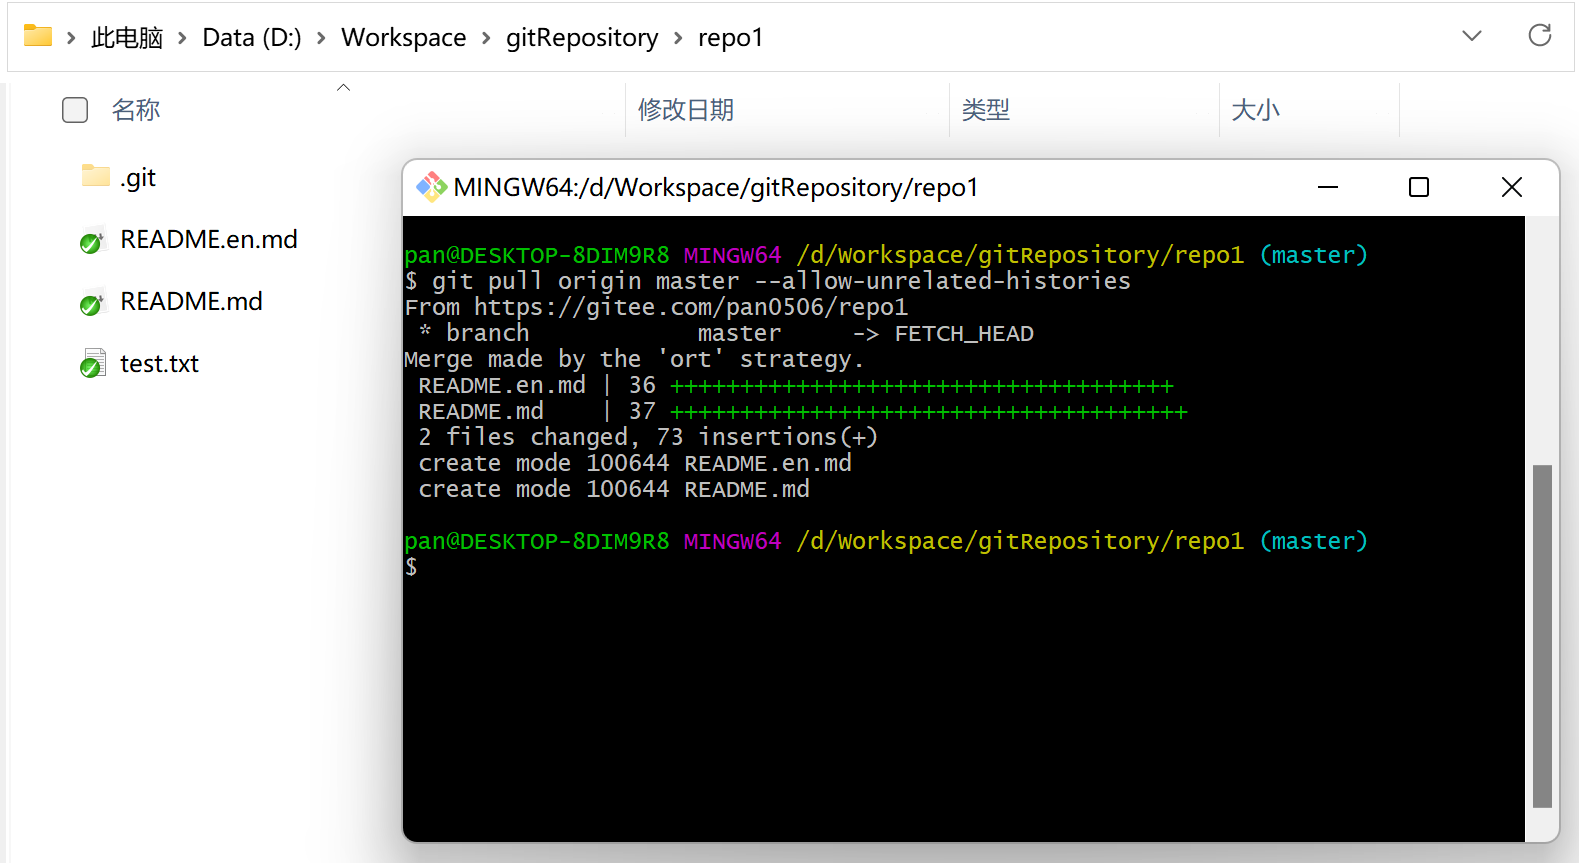 此电脑 > Data (D:) > Workspace > gitRepository > repo1
名称 修改日期 类型 大小
.git
README.en.md
README.md
test.txt
MINGW64:/d/Workspace/gitRepository/repo1
pan@DESKTOP-8DIM9R8 MINGW64 /d/Workspace/gitRepository/repo1 (master)
$ git pull origin master --allow-unrelated-histories
From https://gitee.com/pan0506/repo1
 * branch            master     -> FETCH_HEAD
Merge made by the 'ort' strategy.
 README.en.md | 36 ++++++++++++++++++++++++++++++++++++
 README.md    | 37 +++++++++++++++++++++++++++++++++++++
 2 files changed, 73 insertions(+)
 create mode 100644 README.en.md
 create mode 100644 README.md
pan@DESKTOP-8DIM9R8 MINGW64 /d/Workspace/gitRepository/repo1 (master)
$